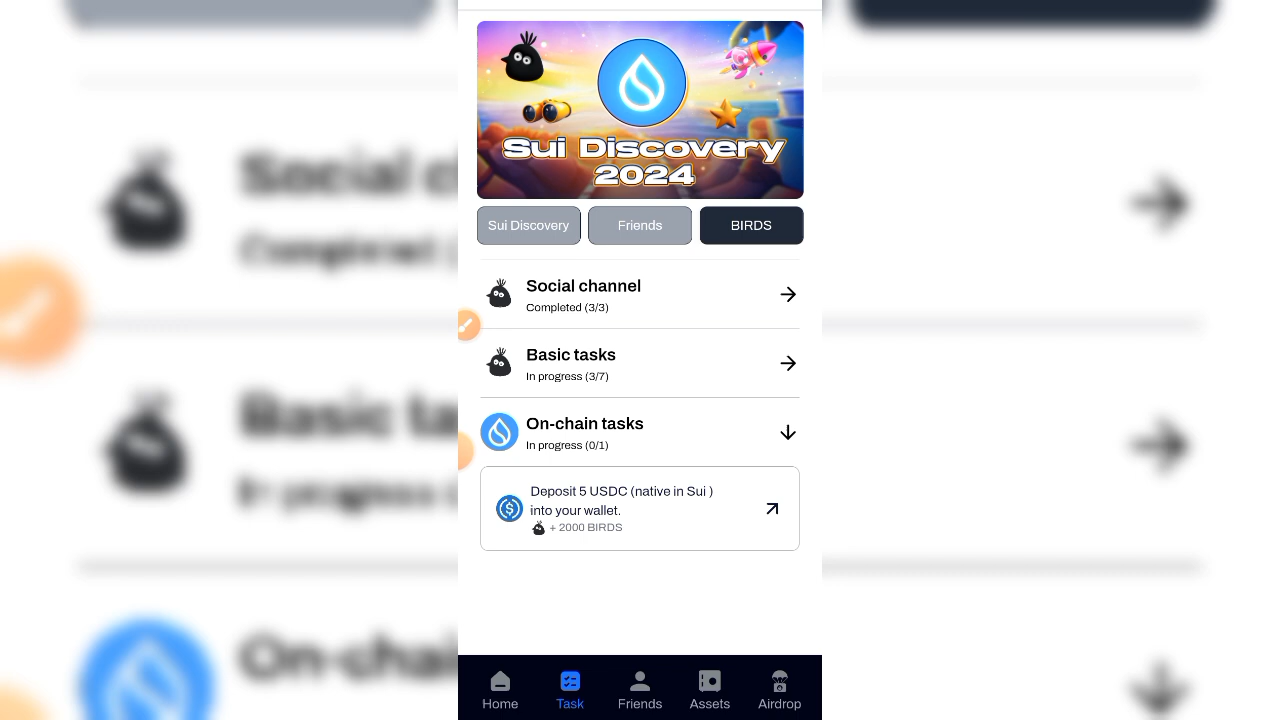 Sui Discovery
2024
Sui Discovery
Friends
BIRDS
Social channel
Completed (3/3)
Basic tasks
In progress (3/7)
On-chain tasks
In progress (0/1)
Deposit 5 USDC (native in Sui )
into your wallet.
+ 2000 BIRDS
Home
Task
Friends
Assets
Airdrop